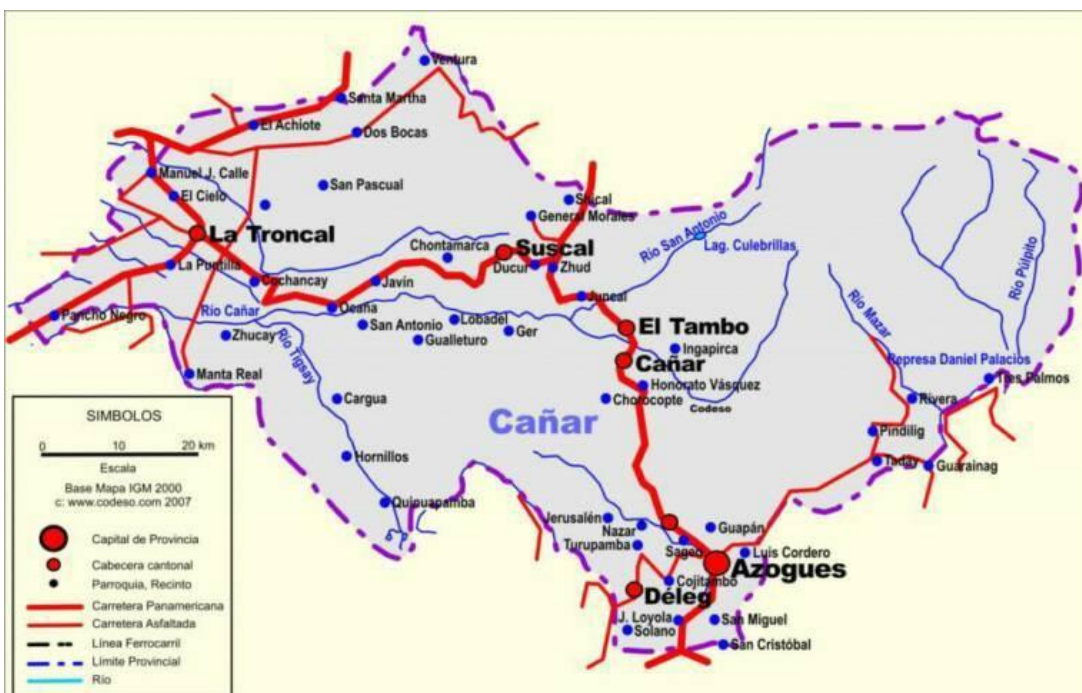 Ventura
Santa Martha
El Achiote
Dos Bocas
Manuel J. Calle
El Cielo
San Pascual
Sisical
General Morales
La Troncal
Chontamarca
Suscal
Río San Antonio
Lag. Culebrillas
Río Púlpito
La Puntilla
Ducur
Zhud
Cochancay
Javín
Juncal
Río Cañar
Ocaña
Pancho Negro
San Antonio
Lobadel
Ger
El Tambo
Río Mazar
Zhucay
Río Tigsay
Gualleturo
Ingapirca
Cañar
Represa Daniel Palacios
Manta Real
Honorato Vásquez
Tres Palmos
Cargua
Chorocopte
Codeso
Rivera
Cañar
Pindilig
Hornillos
Taday
Guarainag
Quinuapamba
Jerusalén
Nazar
Guapán
Turupamba
Sageo
Luis Cordero
Azogues
Cojitambo
Déleg
J. Loyola
San Miguel
Solano
San Cristóbal
SIMBOLOS
0 10 20 km
Escala
Base Mapa IGM 2000
c: www.codeso.com 2007
Capital de Provincia
Cabecera cantonal
Parroquia, Recinto
Carretera Panamericana
Carretera Asfaltada
Línea Ferrocarril
Límite Provincial
Río